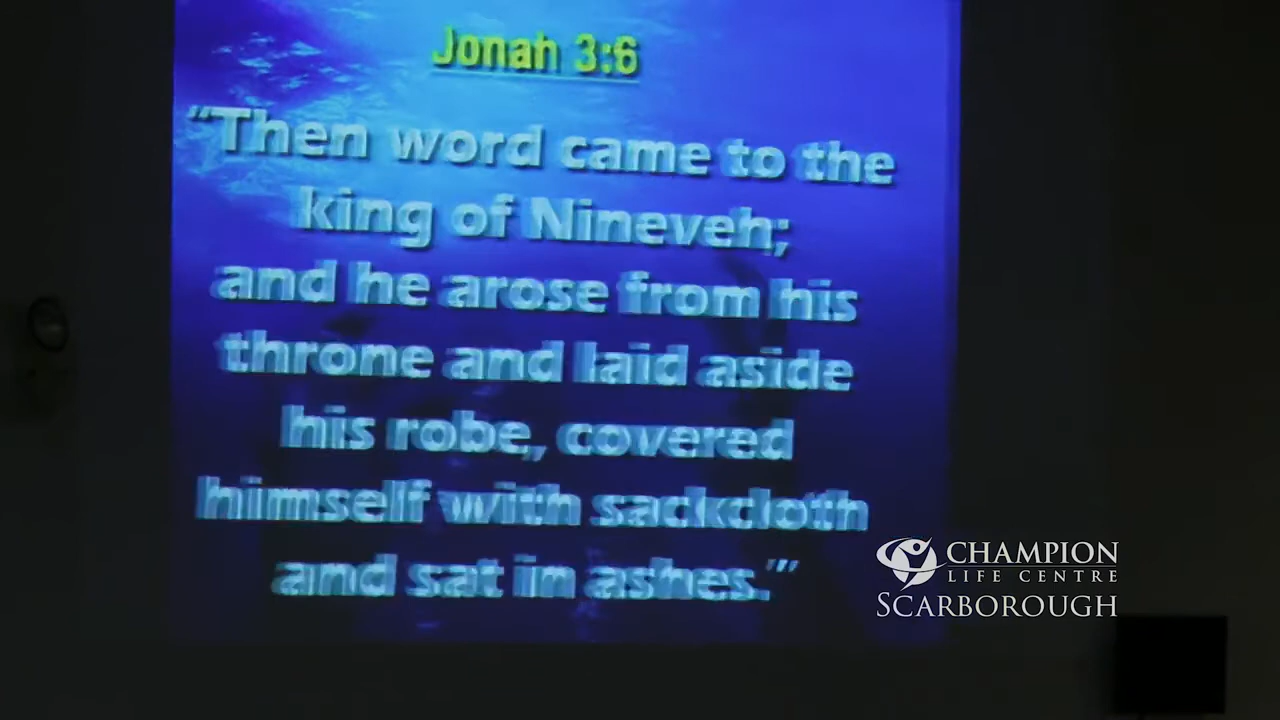 Jonah 3:6
"Then word came to the
king of Nineveh;
and he arose from his
throne and laid aside
his robe, covered
himself with sackcloth
and sat in ashes.'"
CHAMPION
LIFE CENTRE
SCARBOROUGH